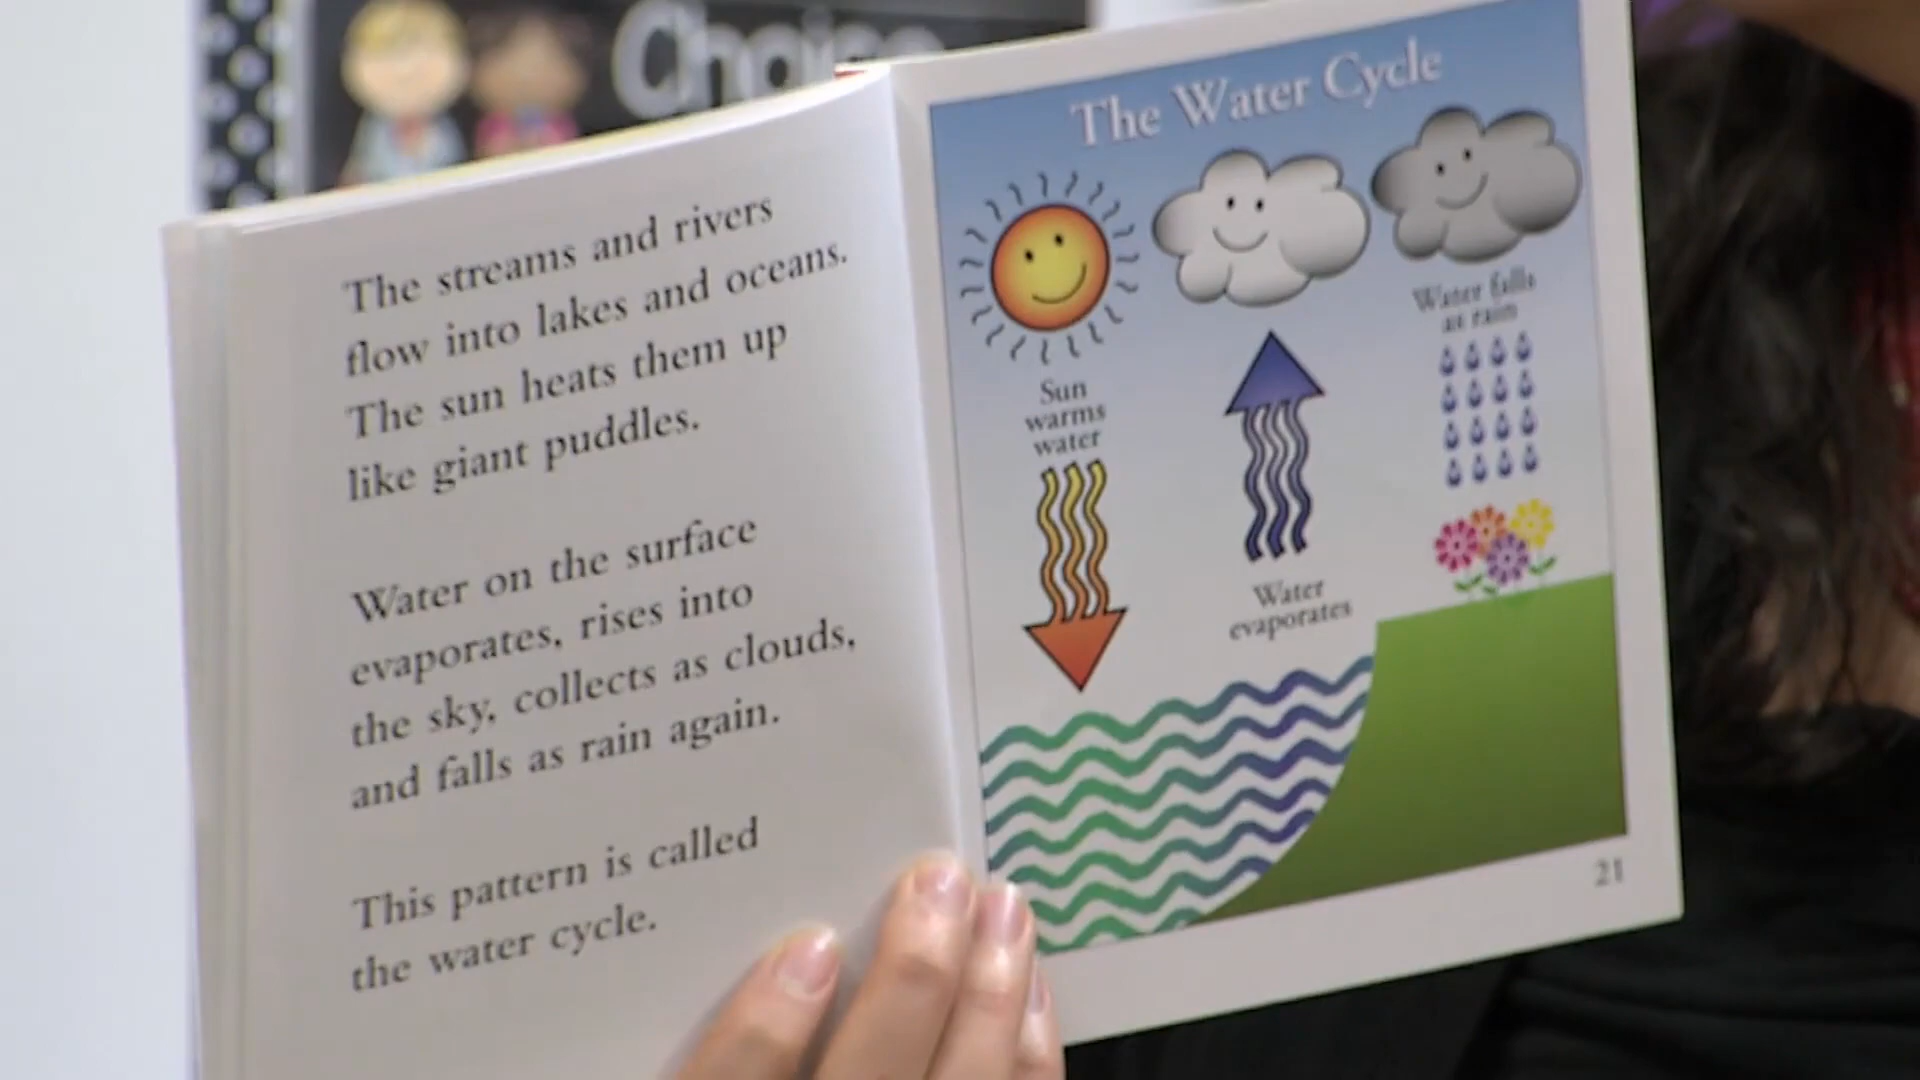 The streams and rivers
flow into lakes and oceans.
The sun heats them up
like giant puddles.
Water on the surface
evaporates, rises into
the sky, collects as clouds,
and falls as rain again.
This pattern is called
the water cycle.
The Water Cycle
Sun
warms
water
Water
evaporates
Water falls
as rain
21